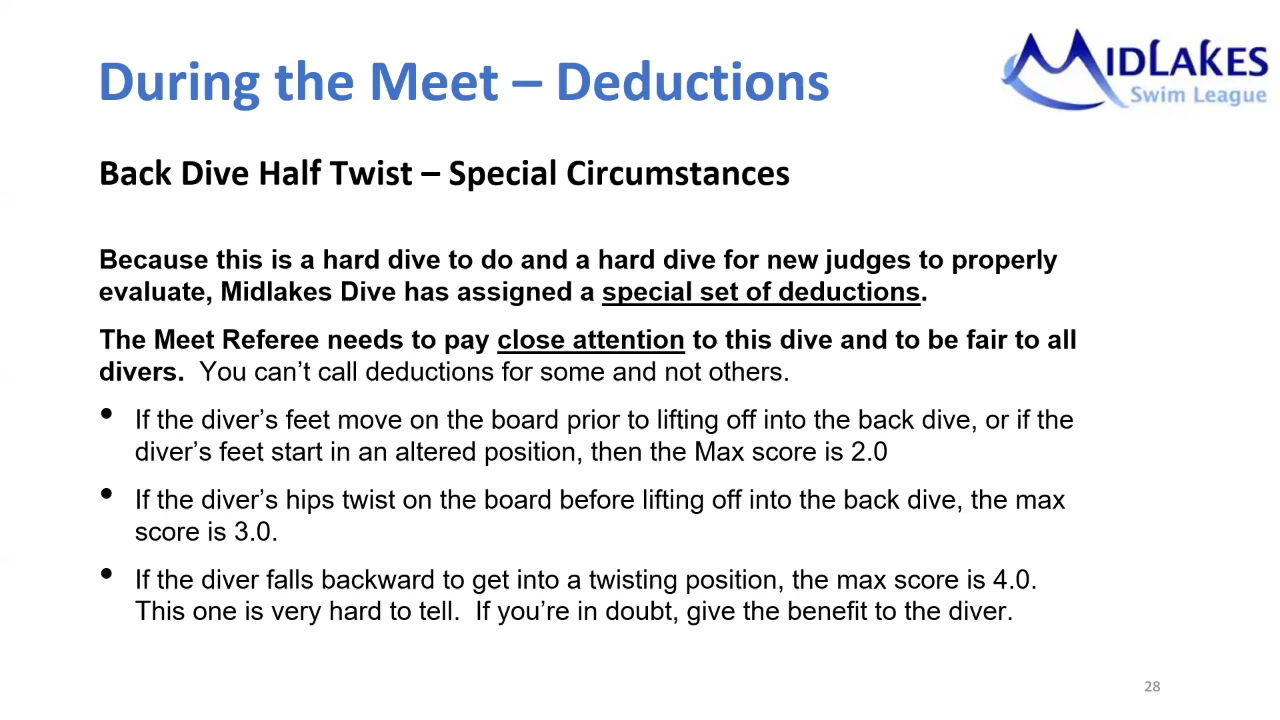 During the Meet – Deductions
MIDLAKES
Swim League
Back Dive Half Twist – Special Circumstances
Because this is a hard dive to do and a hard dive for new judges to properly
evaluate, Midlakes Dive has assigned a special set of deductions.
The Meet Referee needs to pay close attention to this dive and to be fair to all
divers.  You can’t call deductions for some and not others.
• If the diver’s feet move on the board prior to lifting off into the back dive, or if the
diver’s feet start in an altered position, then the Max score is 2.0
• If the diver’s hips twist on the board before lifting off into the back dive, the max
score is 3.0.
• If the diver falls backward to get into a twisting position, the max score is 4.0.
This one is very hard to tell.  If you’re in doubt, give the benefit to the diver.
28